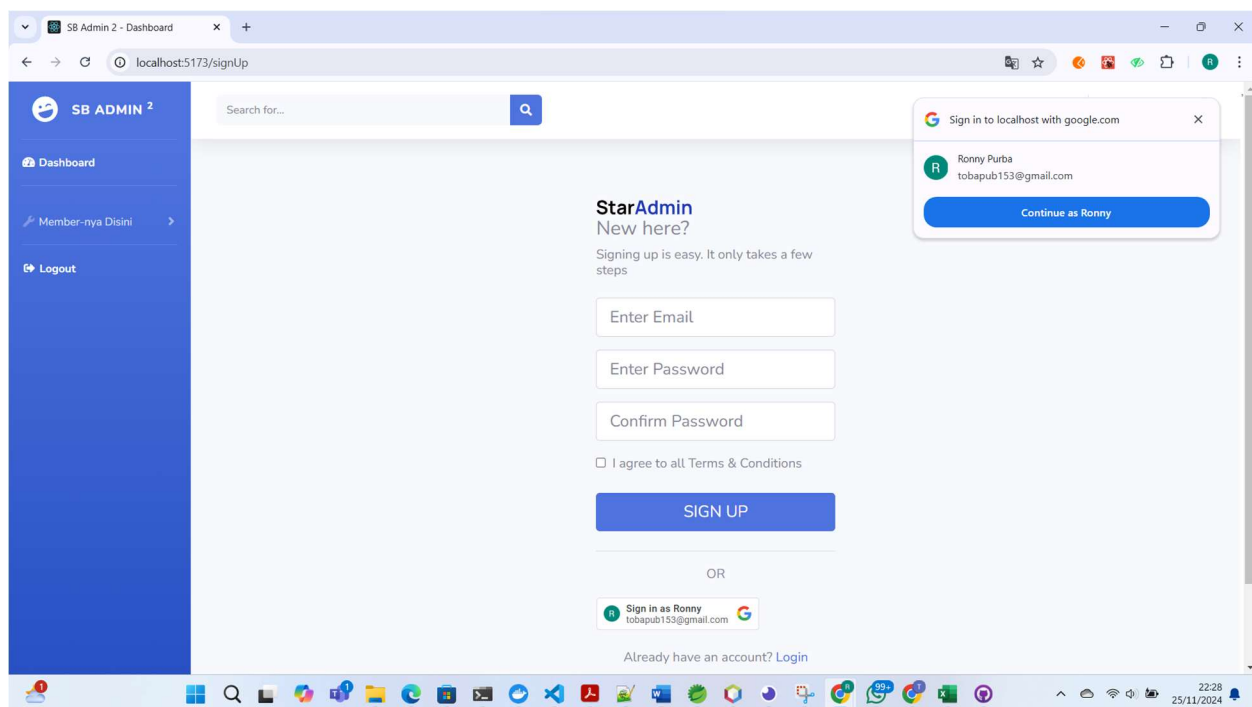 SB Admin 2 - Dashboard
localhost:5173/signUp
R
SB ADMIN 2
Search for...
Sign in to localhost with google.com
Dashboard
R
Ronny Purba
tobapub153@gmail.com
Member-nya Disini
Continue as Ronny
Logout
StarAdmin
New here?
Signing up is easy. It only takes a few
steps
Enter Email
Enter Password
Confirm Password
I agree to all Terms & Conditions
SIGN UP
OR
R
Sign in as Ronny
tobapub153@gmail.com
Already have an account? Login
1
1
99+
22:28
25/11/2024